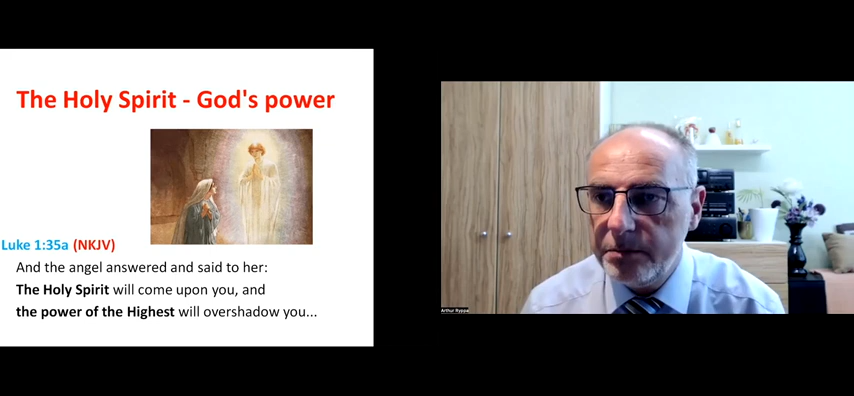 The Holy Spirit - God's power
Luke 1:35a (NKJV)
And the angel answered and said to her:
The Holy Spirit will come upon you, and
the power of the Highest will overshadow you...
Arthur Ryppa